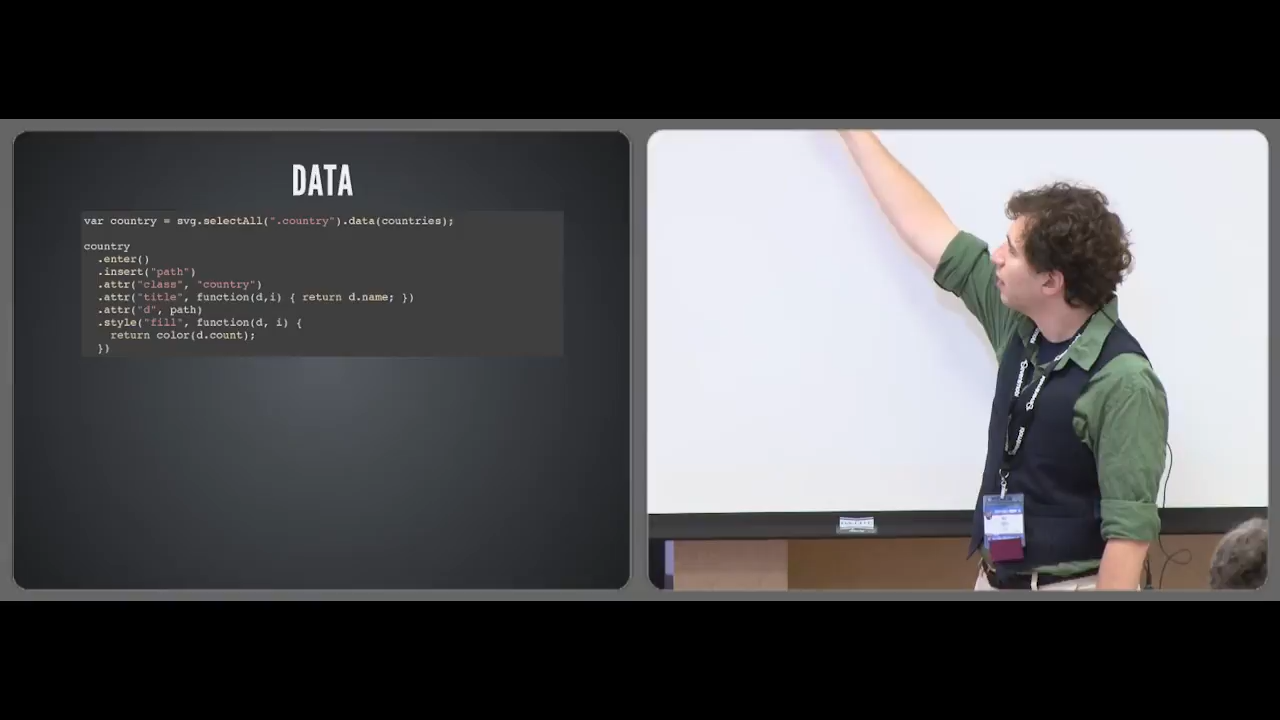 DATA
var country = svg.selectAll(".country").data(countries);
country
.enter()
.insert("path")
.attr("class", "country")
.attr("title", function(d,i) { return d.name; })
.attr("d", path)
.style("fill", function(d, i) {
return color(d.count);
})